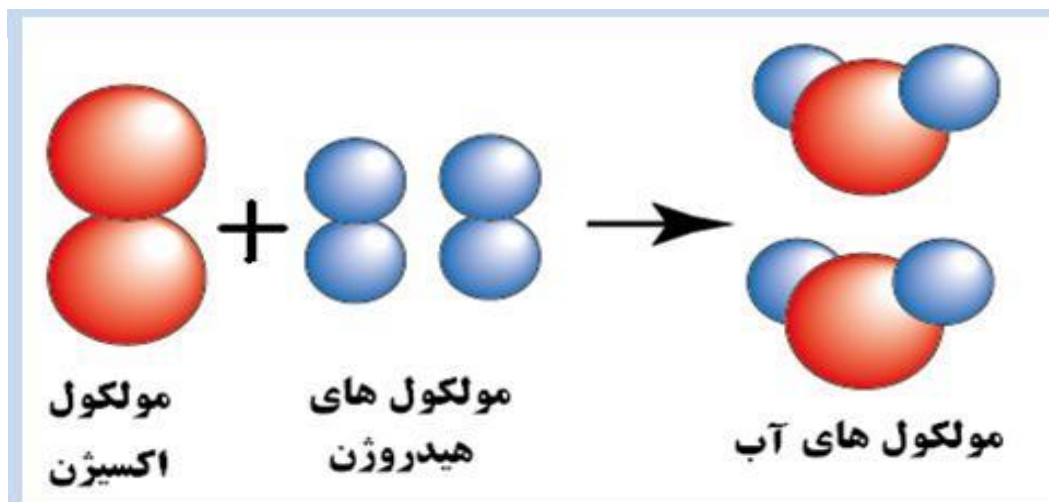 +
مولکول
اکسیژن
مولکول های
هیدروژن
مولکول های آب